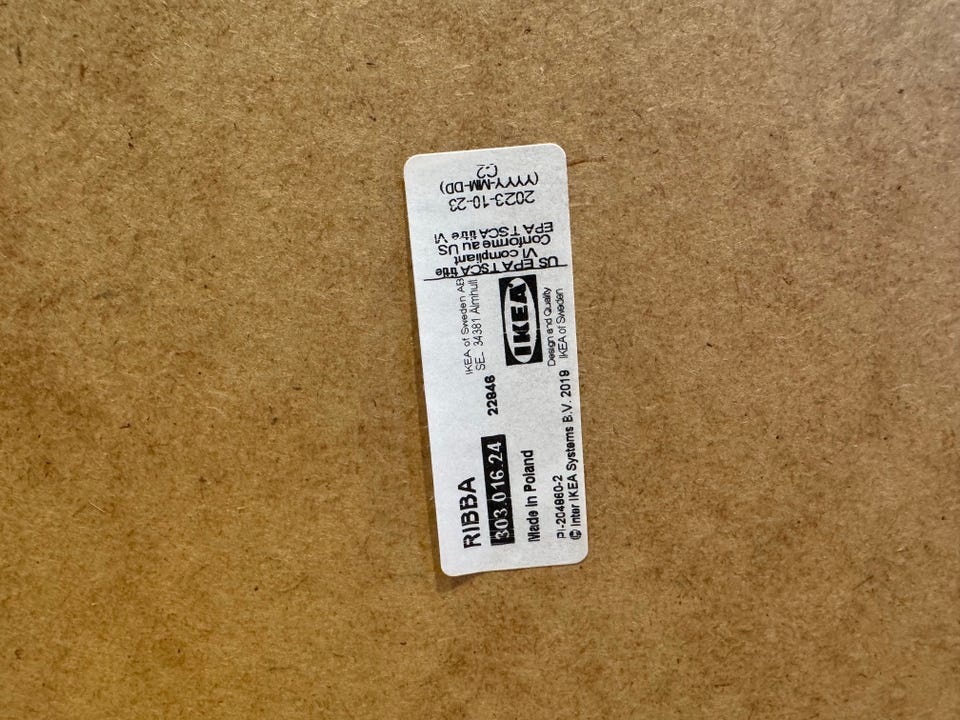 RIBBA
303.016.24
22946
Made in Poland
PI-204860-2
© Inter IKEA Systems B.V. 2019
IKEA of Sweden AB
SE_ 34381 Älmhult
IKEA
Design and Quality
IKEA of Sweden
US EPA TSCA title
VI compliant
Conforme au US
EPA TSCA titre VI
2023-10-23
(YYYY-MM-DD)
C2